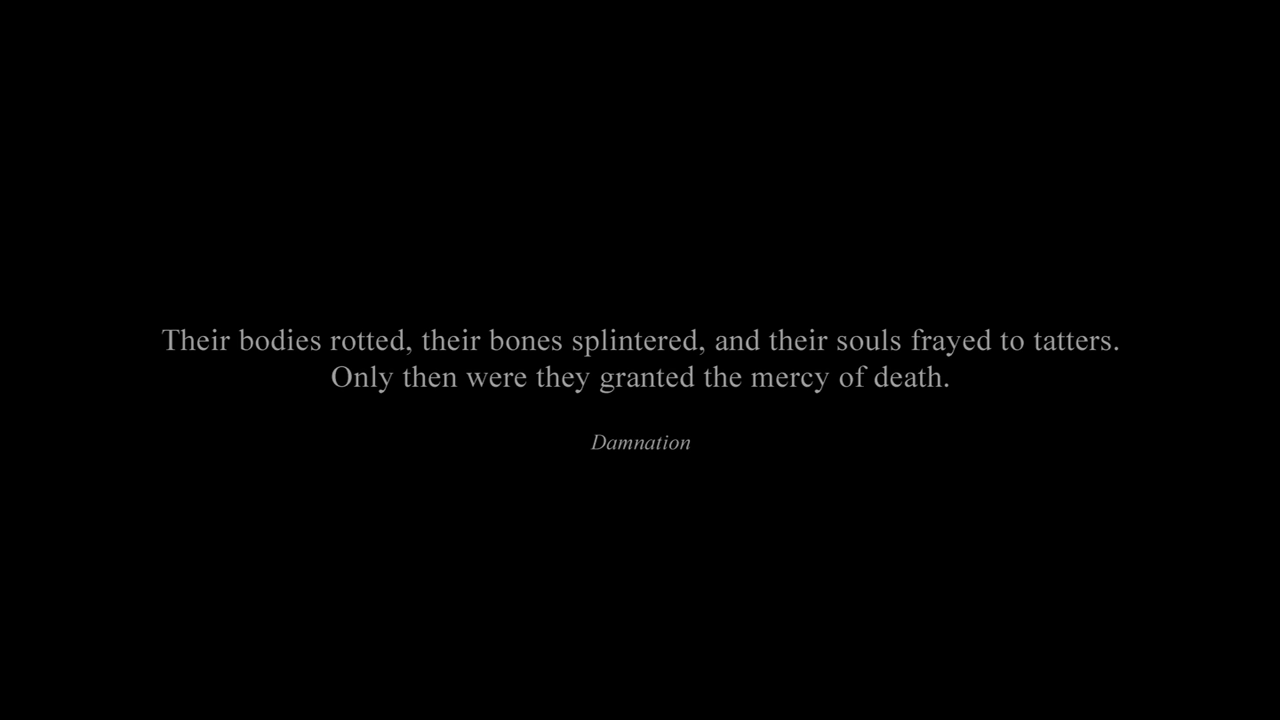 Their bodies rotted, their bones splintered, and their souls frayed to tatters.
Only then were they granted the mercy of death.
Damnation